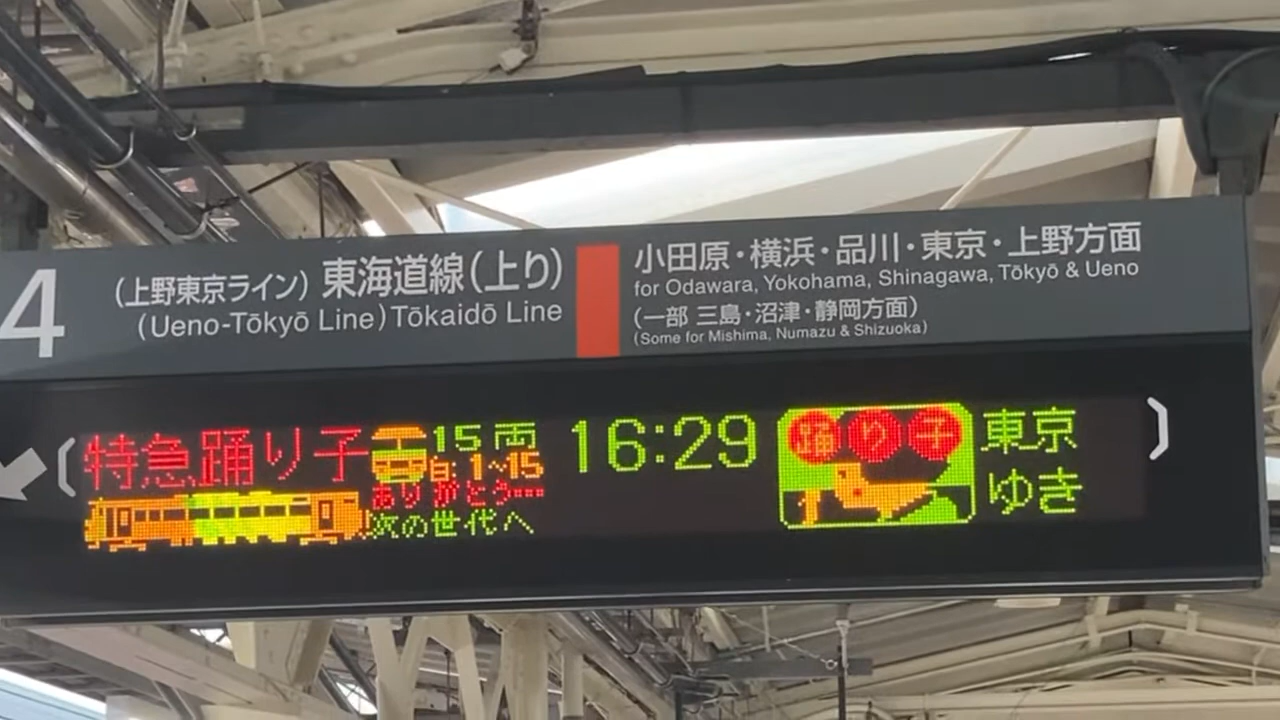 4
(上野東京ライン) 東海道線(上り)
(Ueno-Tōkyō Line) Tōkaidō Line
小田原・横浜・品川・東京・上野方面
for Odawara, Yokohama, Shinagawa, Tōkyō & Ueno
(一部 三島・沼津・静岡方面)
(Some for Mishima, Numazu & Shizuoka)
特急踊り子
15両
白: 1~15
ありがとう…
次の世代へ
16:29
踊り子
東京
ゆき